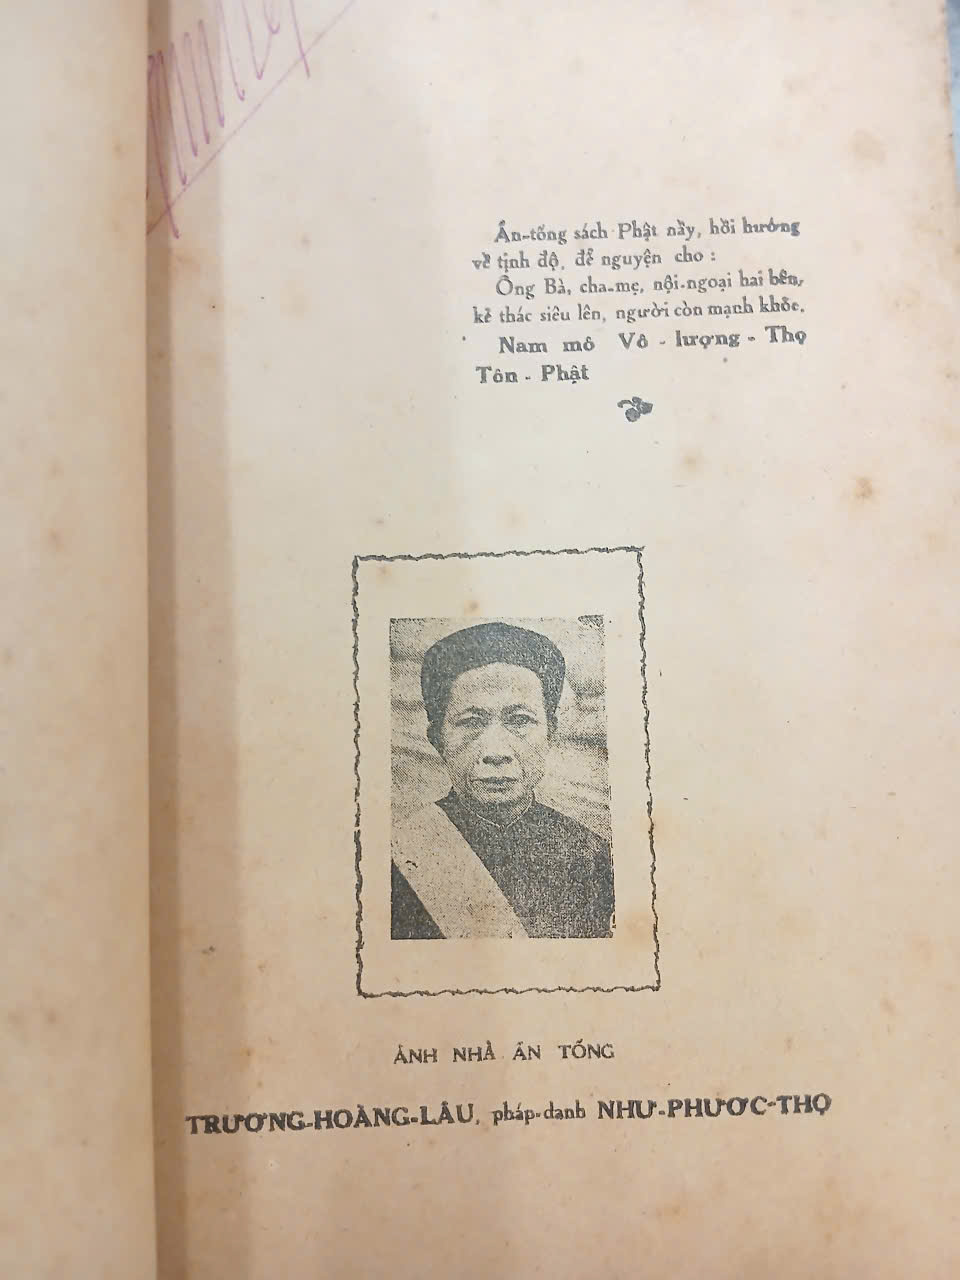 Ấn-tống sách Phật nầy, hồi hướng
về tịnh độ, để nguyện cho :
Ông Bà, cha-mẹ, nội-ngoại hai bên,
kẻ thác siêu lên, người còn mạnh khỏe.
Nam mô Vô - lượng - Thọ
Tôn - Phật
ẢNH NHÀ ẤN TỐNG
TRƯƠNG-HOÀNG-LÂU, pháp-danh NHƯ-PHƯỚC-THỌ